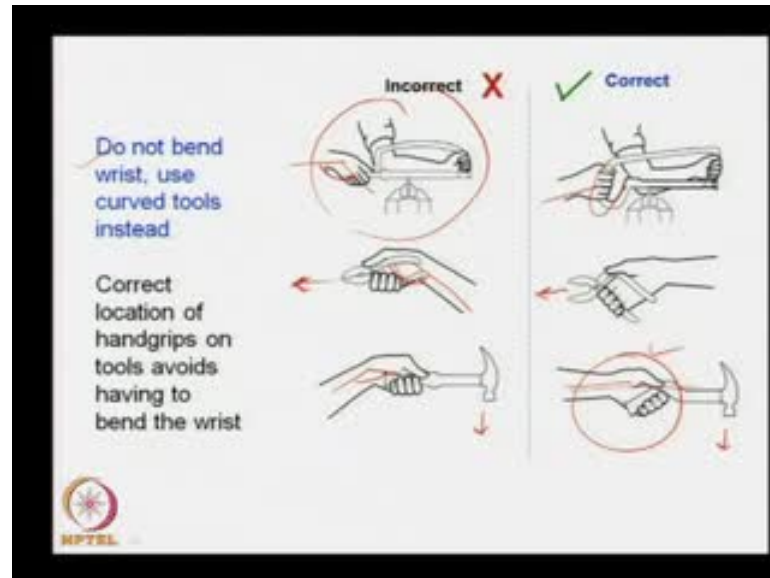 Incorrect X
Correct
Do not bend
wrist, use
curved tools
instead
Correct
location of
handgrips on
tools avoids
having to
bend the wrist
NPTEL